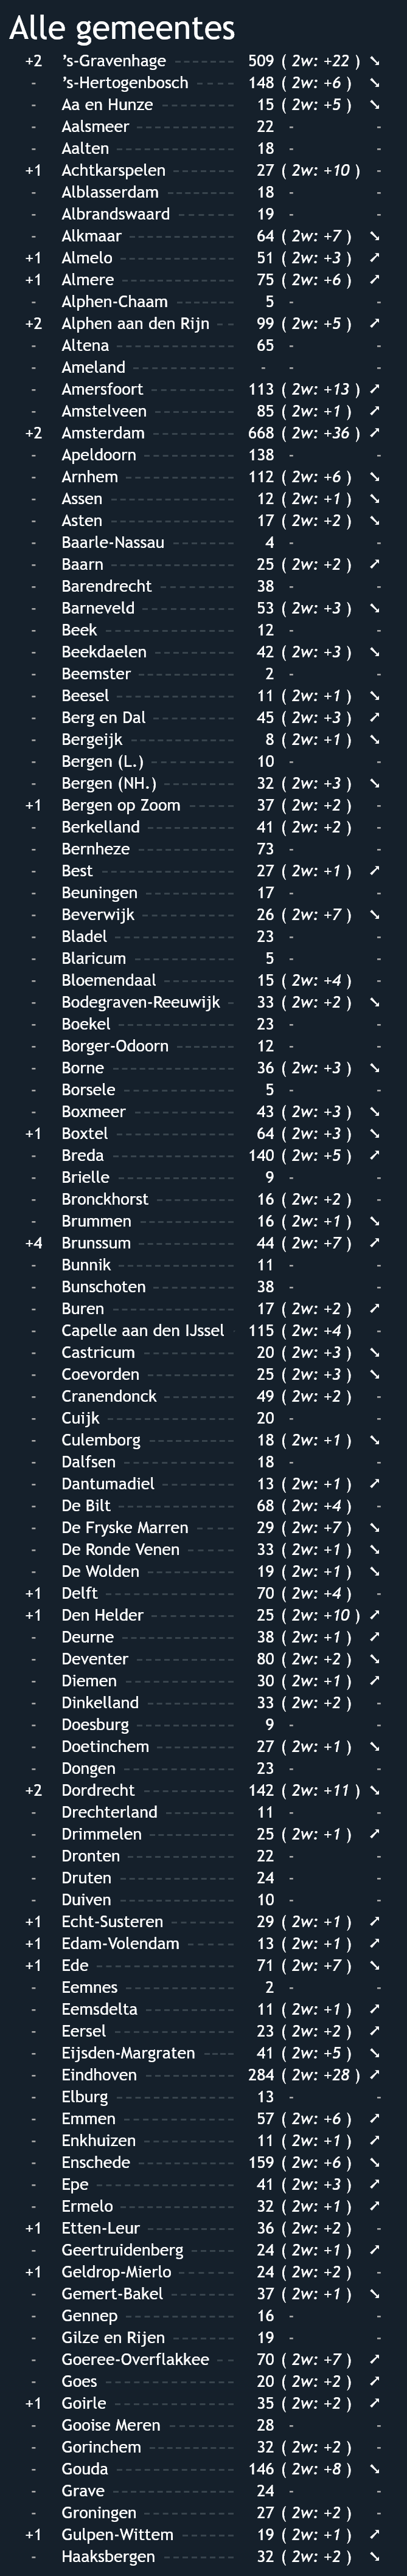 Alle gemeentes
+2 's-Gravenhage 509 ( 2w: +22 ) ↘
- 's-Hertogenbosch 148 ( 2w: +6 ) ↘
- Aa en Hunze 15 ( 2w: +5 ) ↘
- Aalsmeer 22 - -
- Aalten 18 - -
+1 Achtkarspelen 27 ( 2w: +10 ) -
- Alblasserdam 18 - -
- Albrandswaard 19 - -
- Alkmaar 64 ( 2w: +7 ) ↘
+1 Almelo 51 ( 2w: +3 ) ↗
+1 Almere 75 ( 2w: +6 ) ↗
- Alphen-Chaam 5 - -
+2 Alphen aan den Rijn 99 ( 2w: +5 ) ↗
- Altena 65 - -
- Ameland - - -
- Amersfoort 113 ( 2w: +13 ) ↗
- Amstelveen 85 ( 2w: +1 ) ↗
+2 Amsterdam 668 ( 2w: +36 ) ↗
- Apeldoorn 138 - -
- Arnhem 112 ( 2w: +6 ) ↘
- Assen 12 ( 2w: +1 ) ↘
- Asten 17 ( 2w: +2 ) ↘
- Baarle-Nassau 4 - -
- Baarn 25 ( 2w: +2 ) ↗
- Barendrecht 38 - -
- Barneveld 53 ( 2w: +3 ) ↘
- Beek 12 - -
- Beekdaelen 42 ( 2w: +3 ) ↘
- Beemster 2 - -
- Beesel 11 ( 2w: +1 ) ↘
- Berg en Dal 45 ( 2w: +3 ) ↗
- Bergeijk 8 ( 2w: +1 ) ↘
- Bergen (L.) 10 - -
- Bergen (NH.) 32 ( 2w: +3 ) ↘
+1 Bergen op Zoom 37 ( 2w: +2 ) -
- Berkelland 41 ( 2w: +2 ) -
- Bernheze 73 - -
- Best 27 ( 2w: +1 ) ↗
- Beuningen 17 - -
- Beverwijk 26 ( 2w: +7 ) ↘
- Bladel 23 - -
- Blaricum 5 - -
- Bloemendaal 15 ( 2w: +4 ) -
- Bodegraven-Reeuwijk 33 ( 2w: +2 ) ↘
- Boekel 23 - -
- Borger-Odoorn 12 - -
- Borne 36 ( 2w: +3 ) ↘
- Borsele 5 - -
- Boxmeer 43 ( 2w: +3 ) ↘
+1 Boxtel 64 ( 2w: +3 ) ↘
- Breda 140 ( 2w: +5 ) ↗
- Brielle 9 - -
- Bronckhorst 16 ( 2w: +2 ) -
- Brummen 16 ( 2w: +1 ) ↘
+4 Brunssum 44 ( 2w: +7 ) ↗
- Bunnik 11 - -
- Bunschoten 38 - -
- Buren 17 ( 2w: +2 ) ↗
- Capelle aan den IJssel 115 ( 2w: +4 ) -
- Castricum 20 ( 2w: +3 ) ↘
- Coevorden 25 ( 2w: +3 ) ↘
- Cranendonck 49 ( 2w: +2 ) -
- Cuijk 20 - -
- Culemborg 18 ( 2w: +1 ) ↘
- Dalfsen 18 - -
- Dantumadiel 13 ( 2w: +1 ) ↗
- De Bilt 68 ( 2w: +4 ) -
- De Fryske Marren 29 ( 2w: +7 ) ↘
- De Ronde Venen 33 ( 2w: +1 ) ↘
- De Wolden 19 ( 2w: +1 ) ↘
+1 Delft 70 ( 2w: +4 ) -
+1 Den Helder 25 ( 2w: +10 ) ↗
- Deurne 38 ( 2w: +1 ) ↗
- Deventer 80 ( 2w: +2 ) ↘
- Diemen 30 ( 2w: +1 ) ↗
- Dinkelland 33 ( 2w: +2 ) -
- Doesburg 9 - -
- Doetinchem 27 ( 2w: +1 ) ↘
- Dongen 23 - -
+2 Dordrecht 142 ( 2w: +11 ) ↘
- Drechterland 11 - -
- Drimmelen 25 ( 2w: +1 ) ↗
- Dronten 22 - -
- Druten 24 - -
- Duiven 10 - -
+1 Echt-Susteren 29 ( 2w: +1 ) ↗
+1 Edam-Volendam 13 ( 2w: +1 ) ↗
+1 Ede 71 ( 2w: +7 ) ↘
- Eemnes 2 - -
- Eemsdelta 11 ( 2w: +1 ) ↗
- Eersel 23 ( 2w: +2 ) ↗
- Eijsden-Margraten 41 ( 2w: +5 ) ↘
- Eindhoven 284 ( 2w: +28 ) ↗
- Elburg 13 - -
- Emmen 57 ( 2w: +6 ) ↗
- Enkhuizen 11 ( 2w: +1 ) ↗
- Enschede 159 ( 2w: +6 ) ↘
- Epe 41 ( 2w: +3 ) ↗
- Ermelo 32 ( 2w: +1 ) ↗
+1 Etten-Leur 36 ( 2w: +2 ) -
- Geertruidenberg 24 ( 2w: +1 ) ↗
+1 Geldrop-Mierlo 24 ( 2w: +2 ) -
- Gemert-Bakel 37 ( 2w: +1 ) ↘
- Gennep 16 - -
- Gilze en Rijen 19 - -
- Goeree-Overflakkee 70 ( 2w: +7 ) ↗
- Goes 20 ( 2w: +2 ) ↗
+1 Goirle 35 ( 2w: +2 ) ↗
- Gooise Meren 28 - -
- Gorinchem 32 ( 2w: +2 ) -
- Gouda 146 ( 2w: +8 ) ↘
- Grave 24 - -
- Groningen 27 ( 2w: +2 ) -
+1 Gulpen-Wittem 19 ( 2w: +1 ) ↗
- Haaksbergen 32 ( 2w: +2 ) ↘